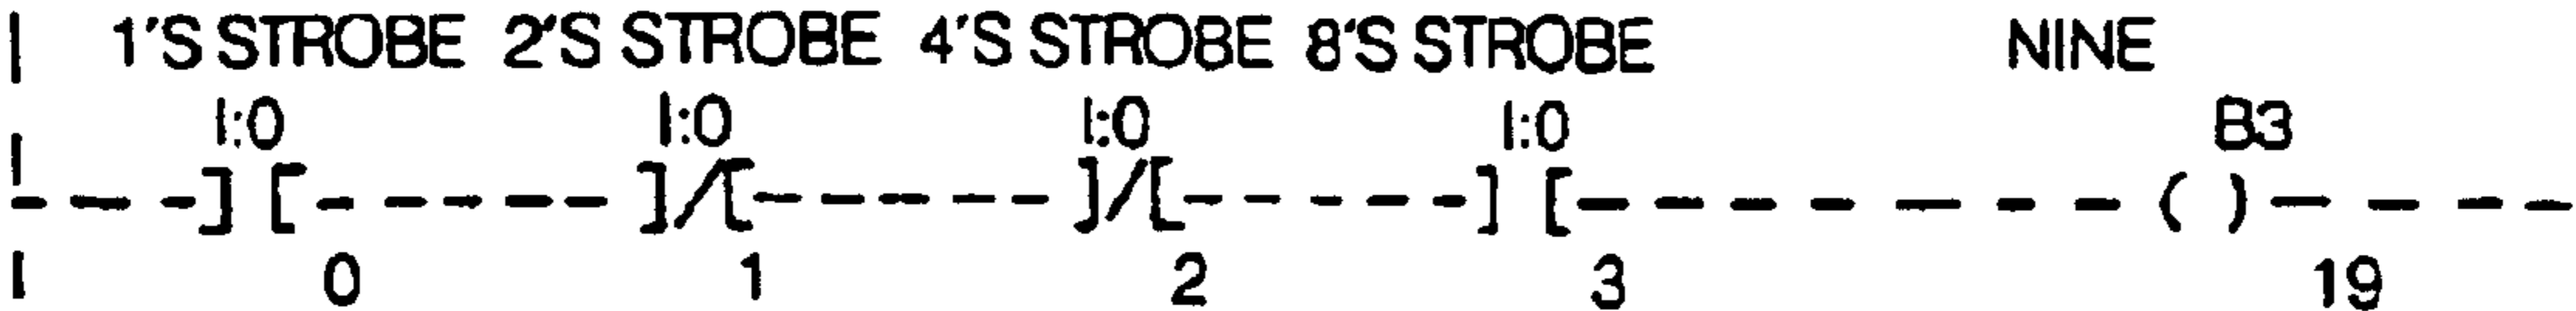 1'S STROBE 2'S STROBE 4'S STROBE 8'S STROBE NINE
I:0 I:0 I:0 I:0 B3
|- - - -] [- - - - - -]/[- - - - - -]/[- - - - - -] [- - - - - - - - -( )- - - -
0 1 2 3 19